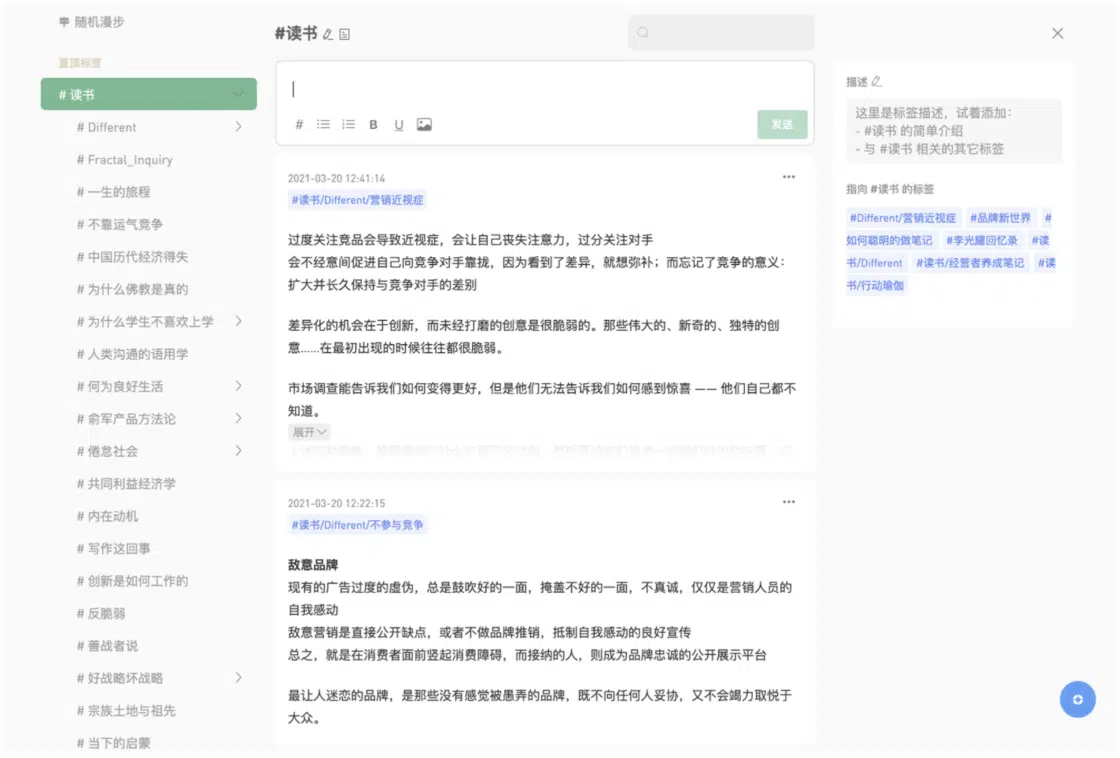 随机漫步
置顶标签
# 读书
# Different
# Fractal_Inquiry
# 一生的旅程
# 不靠运气竞争
# 中国历代经济得失
# 为什么佛教是真的
# 为什么学生不喜欢上学
# 人类沟通的语用学
# 何为良好生活
# 俞军产品方法论
# 倦怠社会
# 共同利益经济学
# 内在动机
# 写作这回事
# 创新是如何工作的
# 反脆弱
# 善战者说
# 好战略坏战略
# 宗族土地与祖先
# 当下的启蒙
#读书
# B U
发送
2021-03-20 12:41:14
#读书/Different/营销近视症
过度关注竞品会导致近视症，会让自己丧失注意力，过分关注对手
会不经意间促进自己向竞争对手靠拢，因为看到了差异，就想弥补；而忘记了竞争的意义：
扩大并长久保持与竞争对手的差别
差异化的机会在于创新，而未经打磨的创意是很脆弱的。那些伟大的、新奇的、独特的创
意......在最初出现的时候往往都很脆弱。
市场调查能告诉我们如何变得更好，但是他们无法告诉我们如何感到惊喜 —— 他们自己都不
知道。
展开
2021-03-20 12:22:15
#读书/Different/不参与竞争
敌意品牌
现有的广告过度的虚伪，总是鼓吹好的一面，掩盖不好的一面，不真诚，仅仅是营销人员的
自我感动
敌意营销是直接公开缺点，或者不做品牌推销，抵制自我感动的良好宣传
总之，就是在消费者面前竖起消费障碍，而接纳的人，则成为品牌忠诚的公开展示平台
最让人迷恋的品牌，是那些没有感觉被愚弄的品牌，既不向任何人妥协，又不会竭力取悦于
大众。
描述
这里是标签描述，试着添加：
- #读书 的简单介绍
- 与 #读书 相关的其它标签
指向 #读书 的标签
#Different/营销近视症 #品牌新世界 #
如何聪明的做笔记 #李光耀回忆录 #读
书/Different #读书/经营者养成笔记 #读
书/行动瑜伽